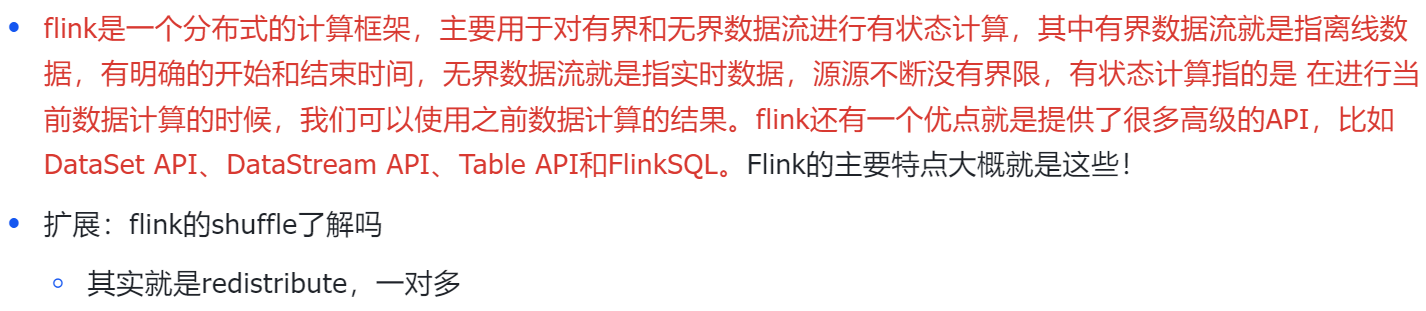 flink是一个分布式的计算框架，主要用于对有界和无界数据流进行有状态计算，其中有界数据流就是指离线数
据，有明确的开始和结束时间，无界数据流就是指实时数据，源源不断没有界限，有状态计算指的是 在进行当
前数据计算的时候，我们可以使用之前数据计算的结果。flink还有一个优点就是提供了很多高级的API，比如
DataSet API、DataStream API、Table API和FlinkSQL。Flink的主要特点大概就是这些！
扩展：flink的shuffle了解吗
其实就是redistribute，一对多